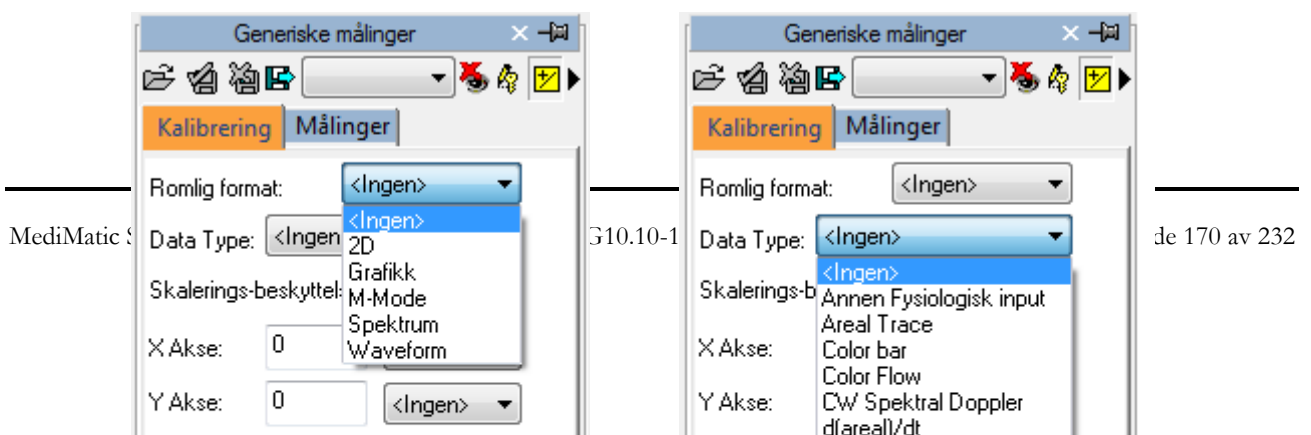 Generiske målinger
Kalibrering Målinger
Romlig format: <Ingen>
<Ingen>
2D
Grafikk
M-Mode
Spektrum
Waveform
Data Type: <Ingen
Skalerings-beskyttel
X Akse: 0
Y Akse: 0 <Ingen>
Generiske målinger
Kalibrering Målinger
Romlig format: <Ingen>
Data Type: <Ingen>
<Ingen>
Annen Fysiologisk input
Areal Trace
Color bar
Color Flow
CW Spektral Doppler
d(areal)/dt
Skalerings-b
X Akse:
Y Akse:
MediMatic G10.10-1 de 170 av 232